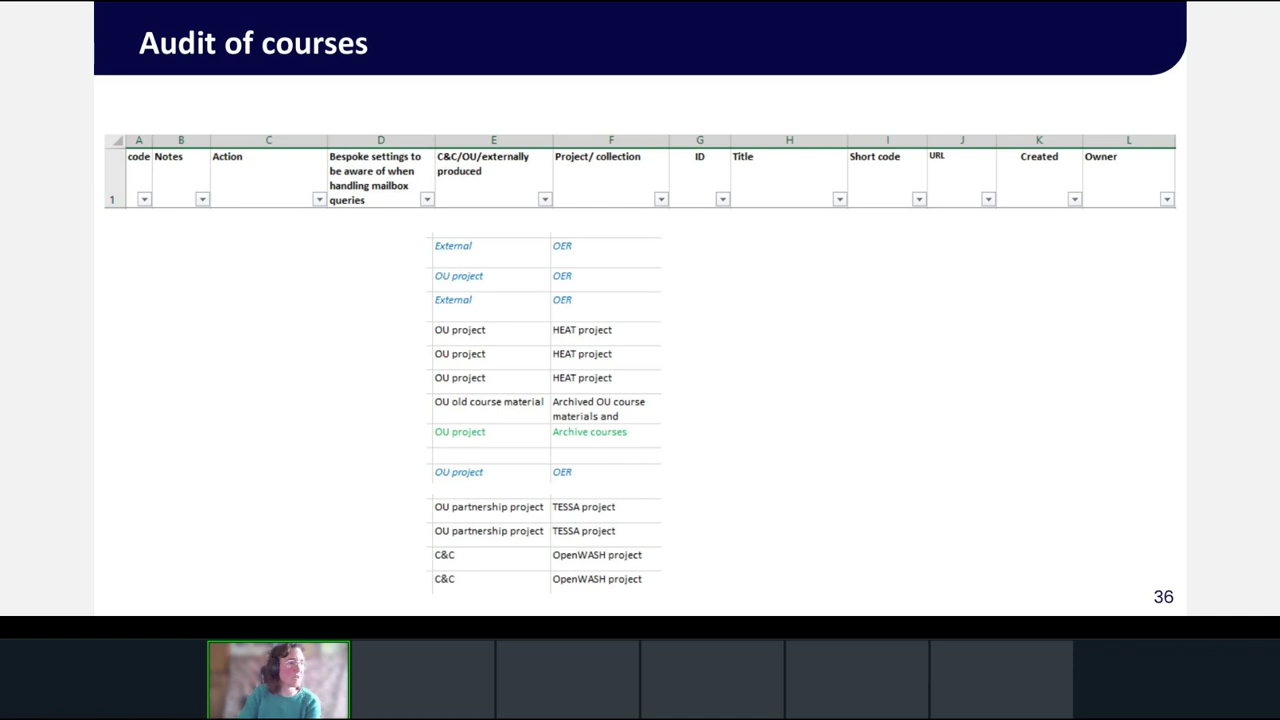 Audit of courses
A B C D E F G H I J K L
code Notes Action Bespoke settings to C&C/OU/externally Project/ collection ID Title Short code URL Created Owner
be aware of when produced
handling mailbox
1 queries
External OER
OU project OER
External OER
OU project HEAT project
OU project HEAT project
OU project HEAT project
OU old course material Archived OU course
materials and
OU project Archive courses
OU project OER
OU partnership project TESSA project
OU partnership project TESSA project
C&C OpenWASH project
C&C OpenWASH project
36